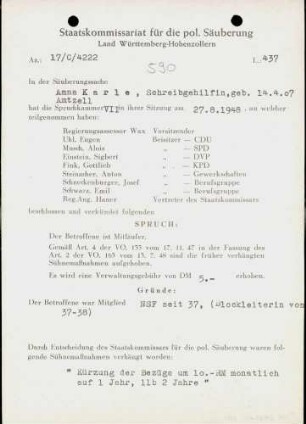 Staatskommissariat für die pol. Säuberung
Land Württemberg-Hohenzollern
Az.: 17/C/4222
L. 437
590
In der Säuberungssache
Anna Karle, Schreibgehilfin, geb. 14.4.07
Amtzell
hat die Spruchkammer VII in ihrer Sitzung am 27.8.1948, an welcher
teilgenommen haben:
Regierungsassessor Wax Vorsitzender
Ukl, Eugen Beisitzer — CDU
Musch, Alois „ — SPD
Einstein, Sigbert „ — DVP
Fink, Gottlieb „ — KPD
Steinacher, Anton „ — Gewerkschaften
Schneckenburger, Josef „ — Berufsgruppe
Schwarz, Emil „ — Berufsgruppe
Reg.Ang. Hauer Vertreter des Staatskommissars
beschlossen und verkündet folgenden
SPRUCH:
Der Betroffene ist Mitläufer.
Gemäß Art. 4 der VO. 133 vom 17. 11. 47 in der Fassung des
Art. 2 der VO. 165 vom 13. 7. 48 sind die früher verhängten
Sühnemaßnahmen aufgehoben.
Es wird eine Verwaltungsgebühr von DM 5.- erhoben.
Gründe:
Der Betroffene war Mitglied NSF seit 37, (Blockleiterin von
37-38)
Durch Entscheidung des Staatskommissars für die pol. Säuberung waren fol-
gende Sühnemaßnahmen verhängt worden:
" Kürzung der Bezüge um 10.-RM monatlich
auf 1 Jahr, 11b 2 Jahre "